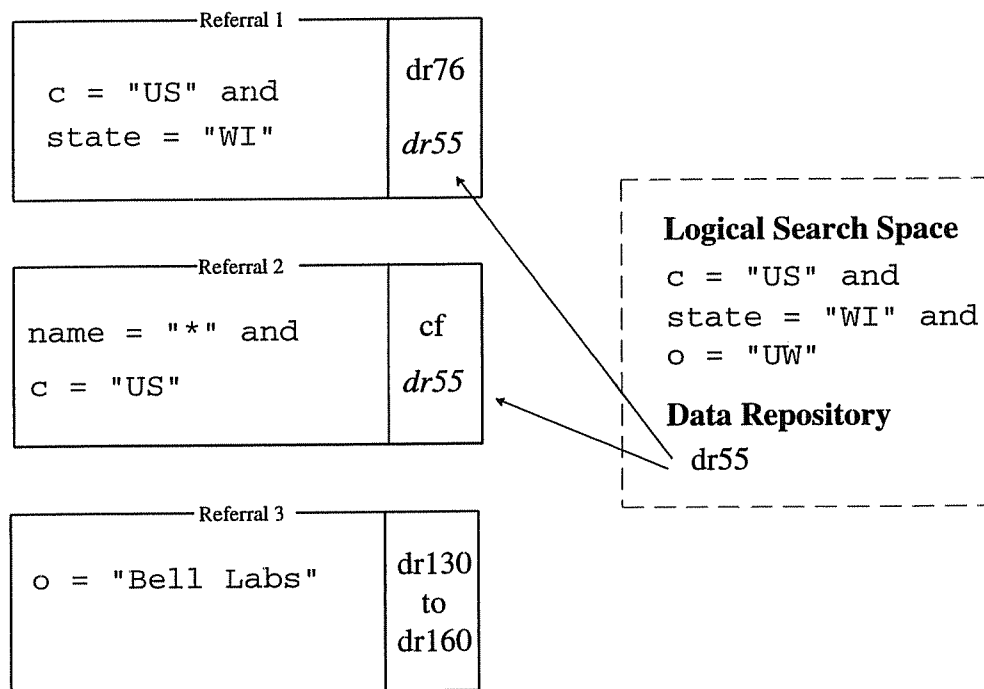 Referral 1
c = "US" and
state = "WI"
dr76
dr55
Referral 2
name = "*" and
c = "US"
cf
dr55
Referral 3
o = "Bell Labs"
dr130
to
dr160
Logical Search Space
c = "US" and
state = "WI" and
o = "UW"
Data Repository
dr55